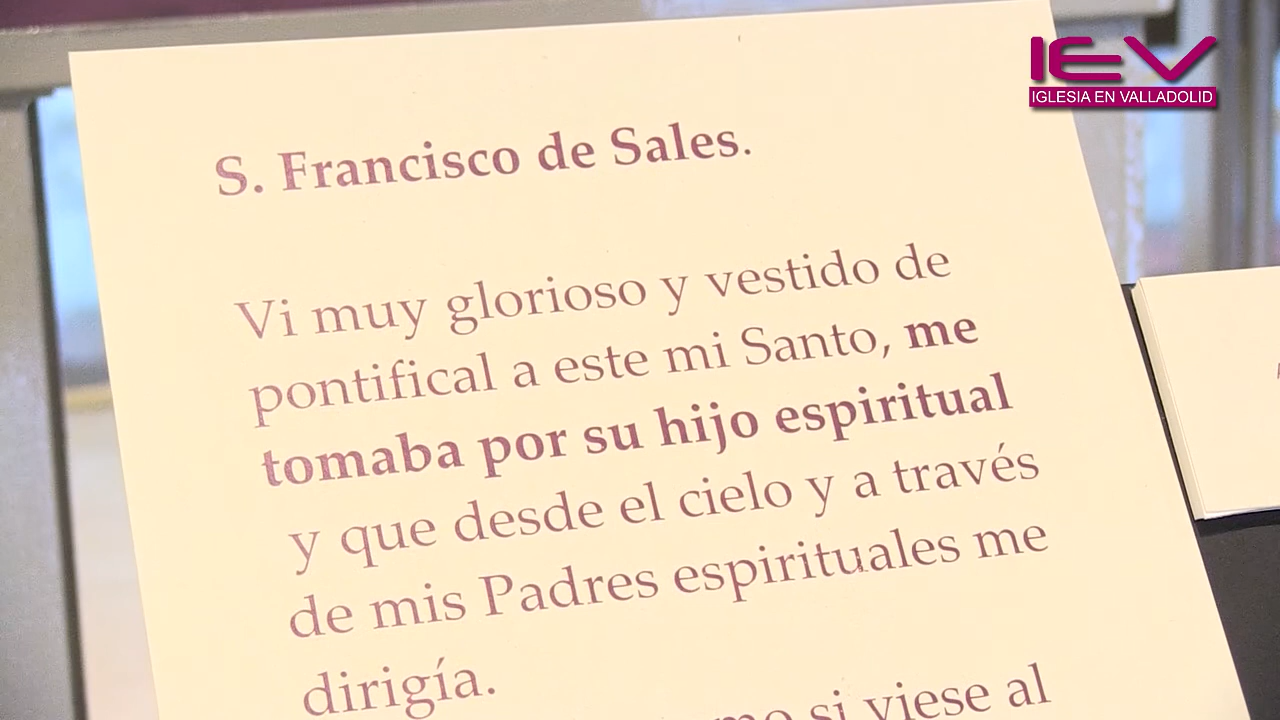 IEV
IGLESIA EN VALLADOLID
S. Francisco de Sales.
Vi muy glorioso y vestido de
pontifical a este mi Santo, me
tomaba por su hijo espiritual
y que desde el cielo y a través
de mis Padres espirituales me
dirigía.
si viese al